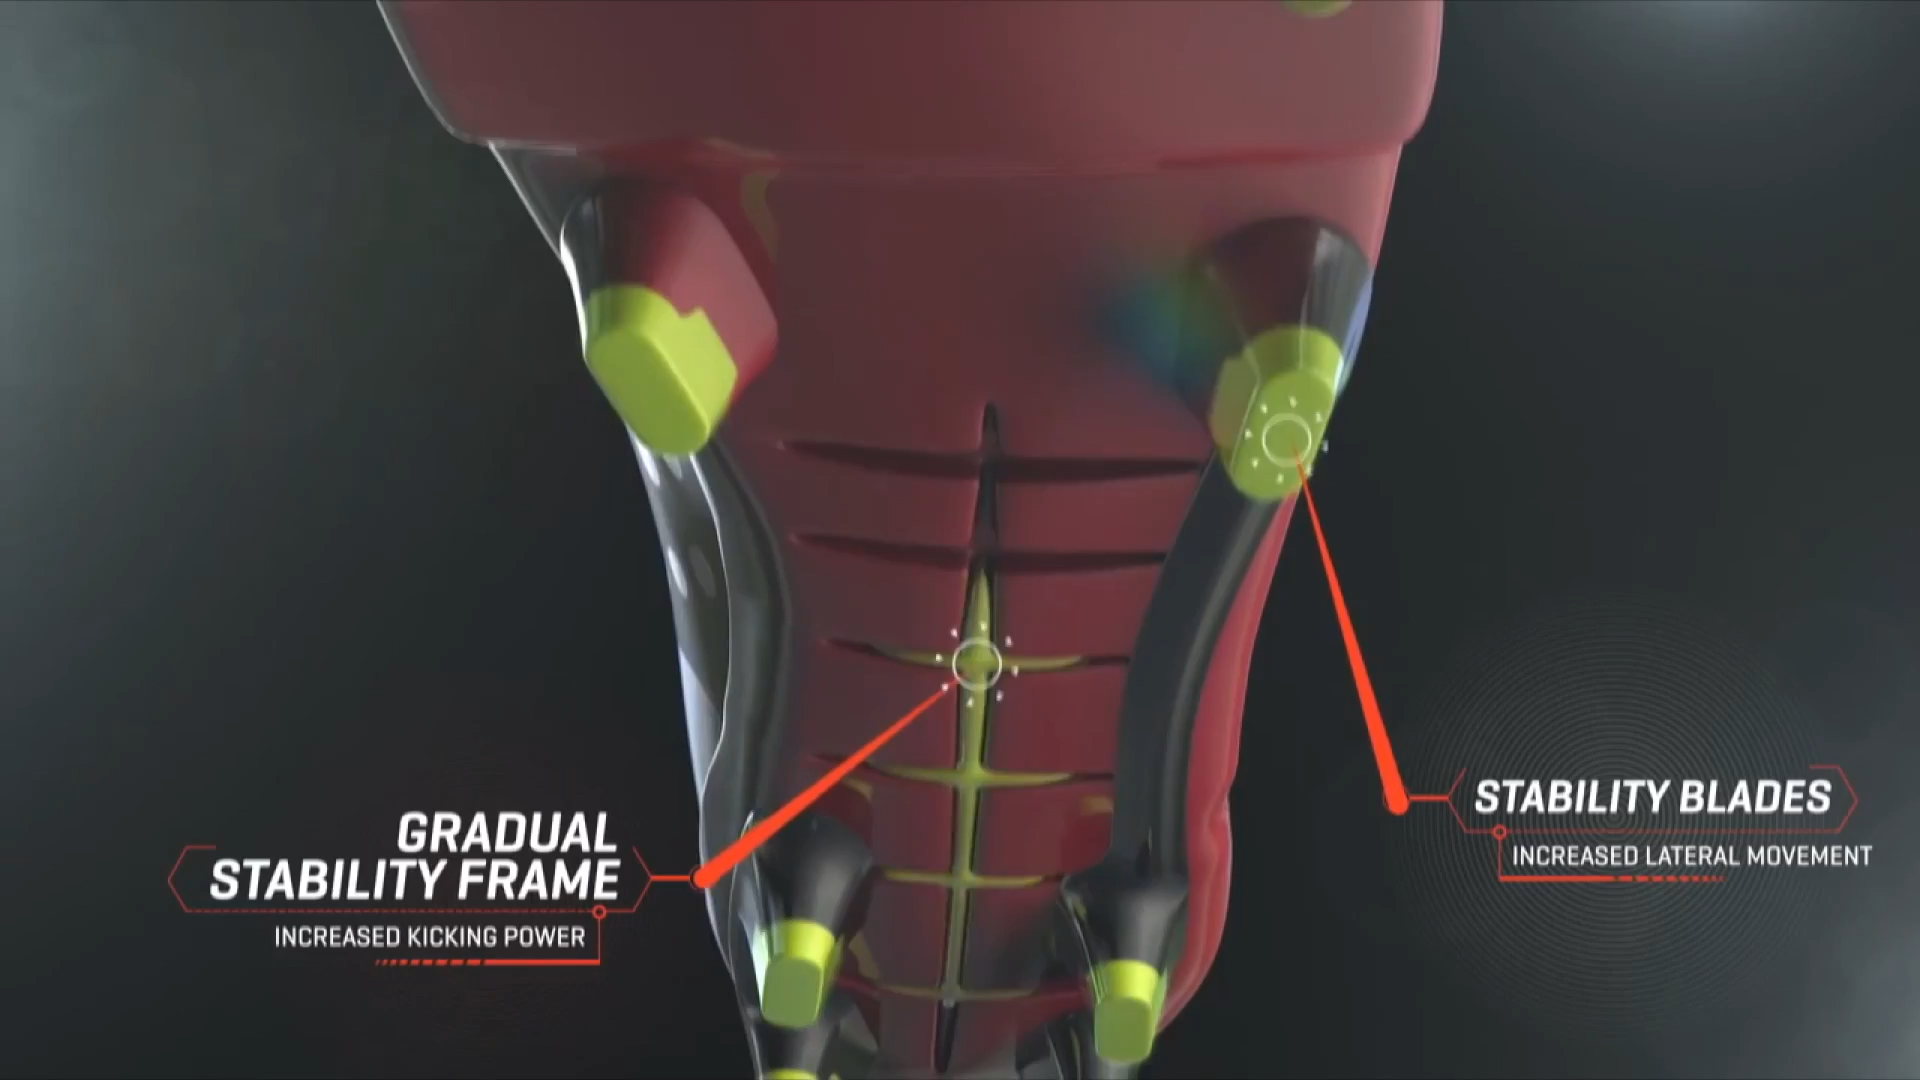 GRADUAL
STABILITY FRAME
INCREASED KICKING POWER
STABILITY BLADES
INCREASED LATERAL MOVEMENT